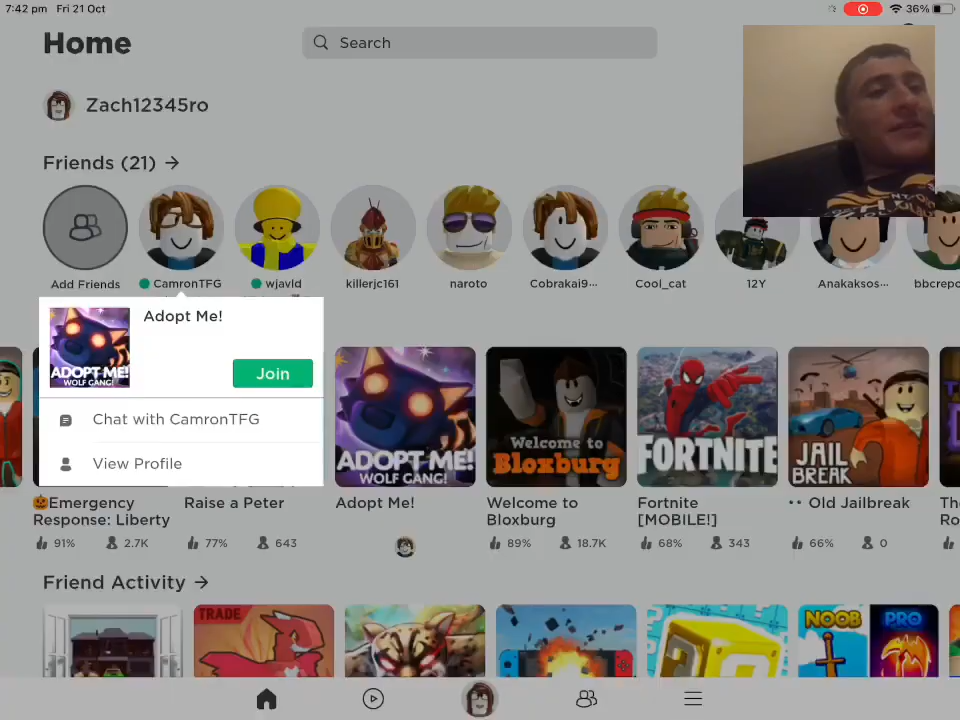 7:42 pm Fri 21 Oct
36%
Home
Search
Zach12345ro
Friends (21) →
Add Friends
CamronTFG
wjavld
killerjc161
naroto
Cobrakai9...
Cool_cat
12Y
Anakaksos...
bbcrepo
Adopt Me!
ADOPT ME!
WOLF GANG!
Join
Chat with CamronTFG
View Profile
ADOPT ME!
WOLF GANG!
Welcome to
Bloxburg
FORTNITE
JAIL
BREAK
🎃Emergency
Response: Liberty
91% 2.7K
Raise a Peter
77% 643
Adopt Me!
Welcome to
Bloxburg
89% 18.7K
Fortnite
[MOBILE!]
68% 343
Old Jailbreak
66% 0
Friend Activity →
TRADE
NOOB
PRO